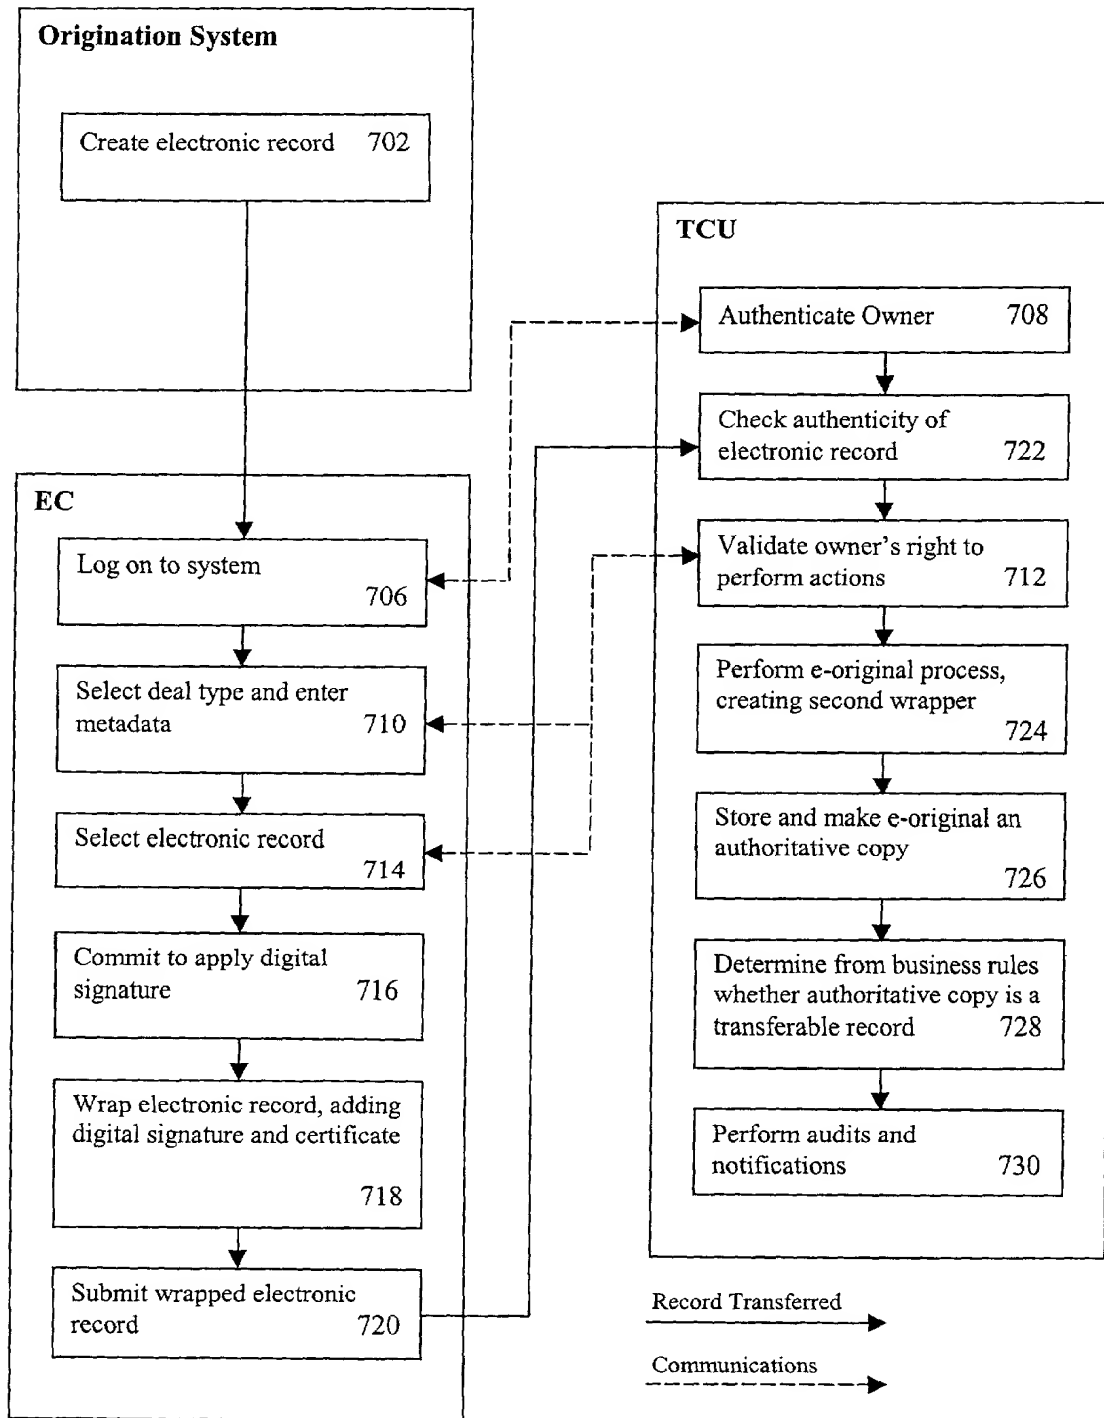 Origination System
Create electronic record 702
EC
Log on to system
706
Select deal type and enter
metadata 710
Select electronic record
714
Commit to apply digital
signature 716
Wrap electronic record, adding
digital signature and certificate
718
Submit wrapped electronic
record 720
TCU
Authenticate Owner 708
Check authenticity of
electronic record 722
Validate owner's right to
perform actions 712
Perform e-original process,
creating second wrapper
724
Store and make e-original an
authoritative copy
726
Determine from business rules
whether authoritative copy is a
transferable record 728
Perform audits and
notifications 730
Record Transferred
Communications